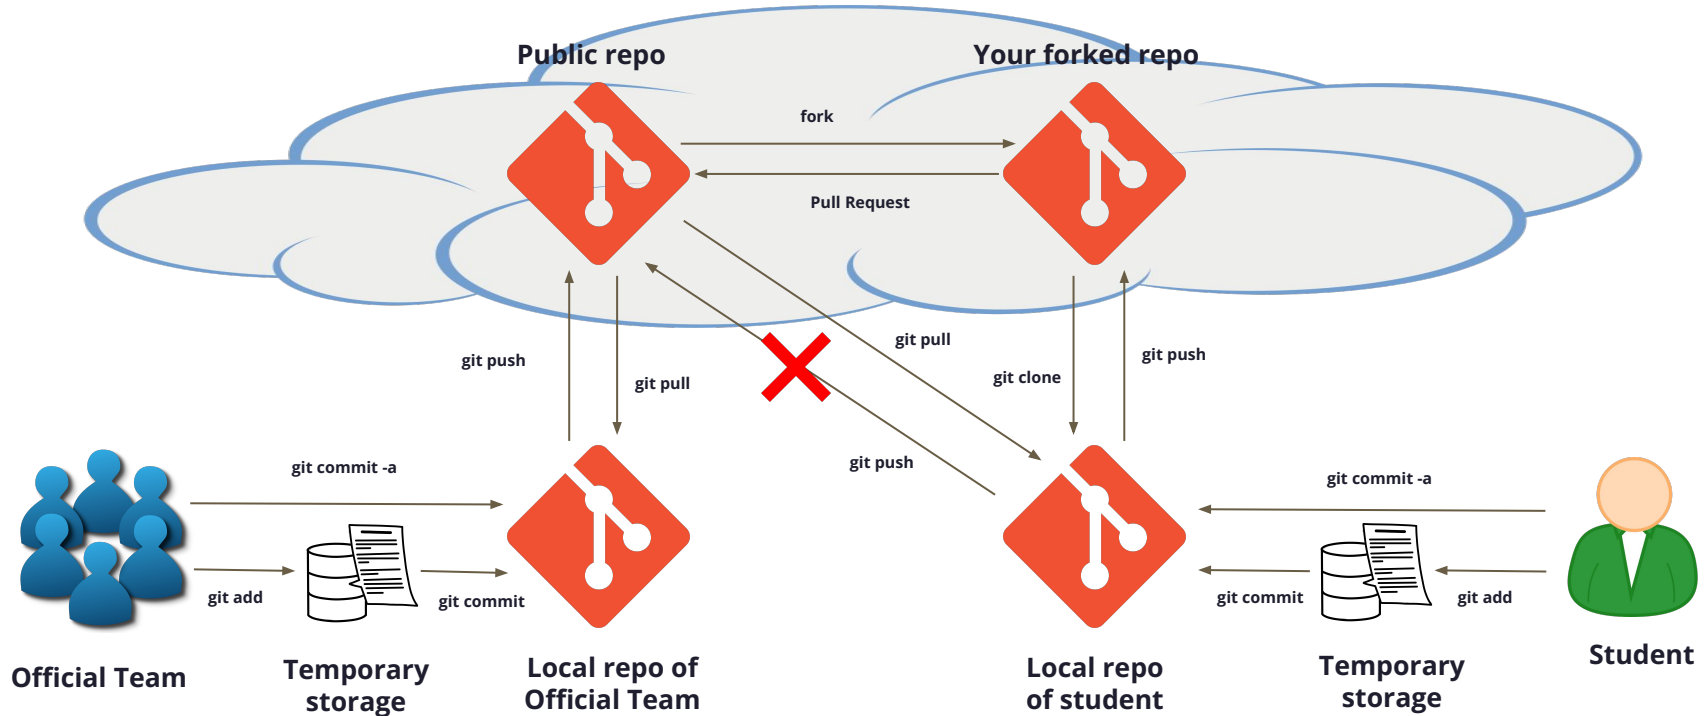 Public repo
Your forked repo
fork
Pull Request
git push
git pull
git pull
git clone
git push
git push
git commit -a
git commit -a
git add
git commit
git commit
git add
Official Team
Temporary
storage
Local repo of
Official Team
Local repo
of student
Temporary
storage
Student